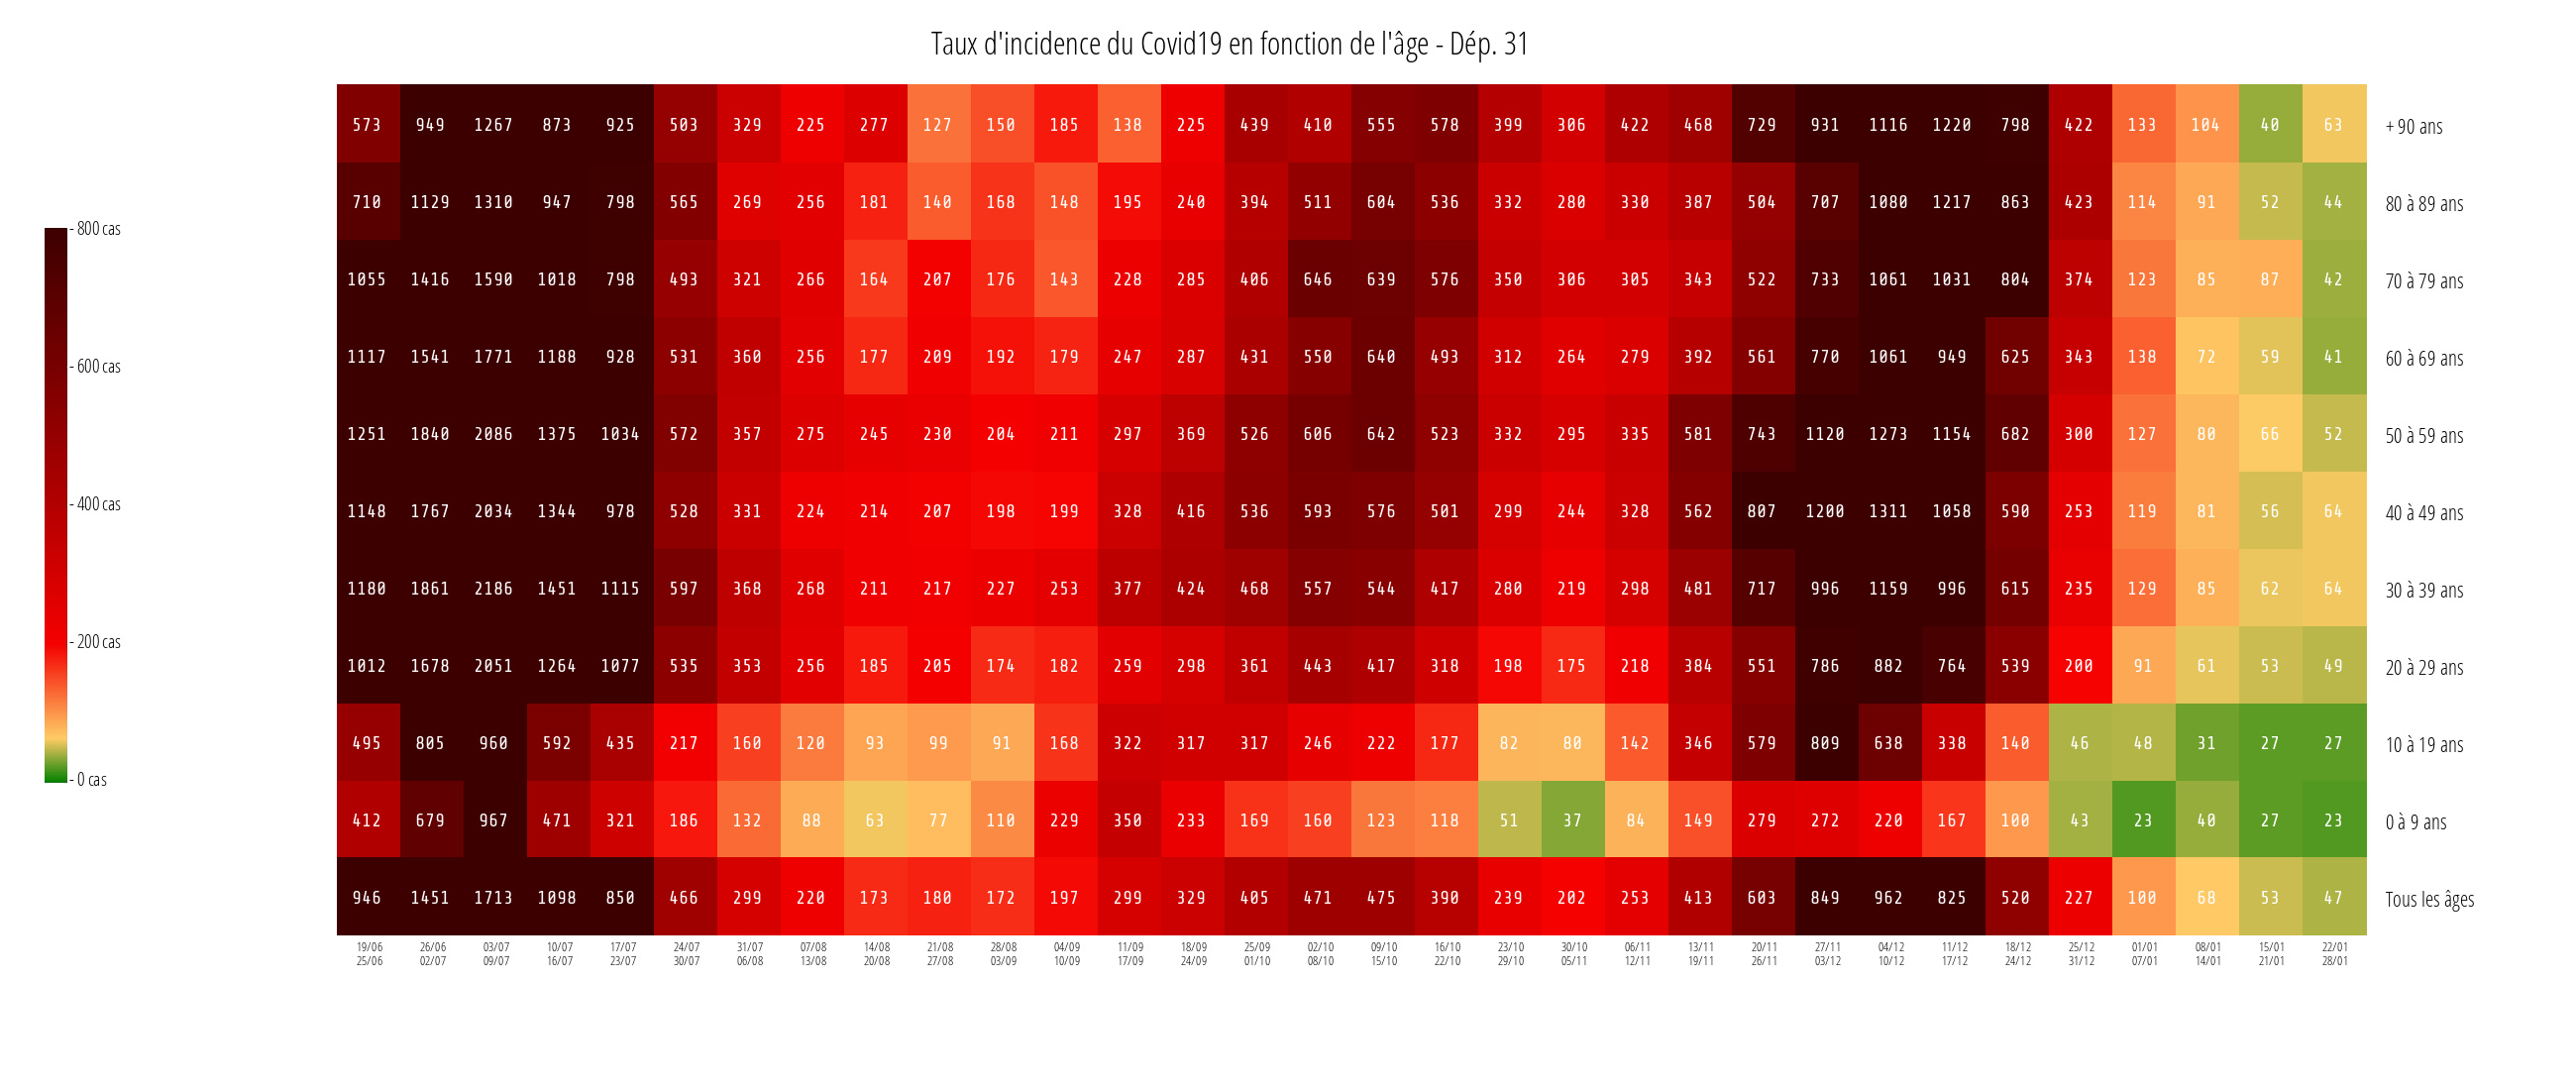 Taux d'incidence du Covid19 en fonction de l'âge - Dép. 31
- 800 cas
- 600 cas
- 400 cas
- 200 cas
- 0 cas
573 949 1267 873 925 503 329 225 277 127 150 185 138 225 439 410 555 578 399 306 422 468 729 931 1116 1220 798 422 133 104 40 63 + 90 ans
710 1129 1310 947 798 565 269 256 181 140 168 148 195 240 394 511 604 536 332 280 330 387 504 707 1080 1217 863 423 114 91 52 44 80 à 89 ans
1055 1416 1590 1018 798 493 321 266 164 207 176 143 228 285 406 646 639 576 350 306 305 343 522 733 1061 1031 804 374 123 85 87 42 70 à 79 ans
1117 1541 1771 1188 928 531 360 256 177 209 192 179 247 287 431 550 640 493 312 264 279 392 561 770 1061 949 625 343 138 72 59 41 60 à 69 ans
1251 1840 2086 1375 1034 572 357 275 245 230 204 211 297 369 526 606 642 523 332 295 335 581 743 1120 1273 1154 682 300 127 80 66 52 50 à 59 ans
1148 1767 2034 1344 978 528 331 224 214 207 198 199 328 416 536 593 576 501 299 244 328 562 807 1200 1311 1058 590 253 119 81 56 64 40 à 49 ans
1180 1861 2186 1451 1115 597 368 268 211 217 227 253 377 424 468 557 544 417 280 219 298 481 717 996 1159 996 615 235 129 85 62 64 30 à 39 ans
1012 1678 2051 1264 1077 535 353 256 185 205 174 182 259 298 361 443 417 318 198 175 218 384 551 786 882 764 539 200 91 61 53 49 20 à 29 ans
495 805 960 592 435 217 160 120 93 99 91 168 322 317 317 246 222 177 82 80 142 346 579 809 638 338 140 46 48 31 27 27 10 à 19 ans
412 679 967 471 321 186 132 88 63 77 110 229 350 233 169 160 123 118 51 37 84 149 279 272 220 167 100 43 23 40 27 23 0 à 9 ans
946 1451 1713 1098 850 466 299 220 173 180 172 197 299 329 405 471 475 390 239 202 253 413 603 849 962 825 520 227 100 68 53 47 Tous les âges
19/06 26/06 03/07 10/07 17/07 24/07 31/07 07/08 14/08 21/08 28/08 04/09 11/09 18/09 25/09 02/10 09/10 16/10 23/10 30/10 06/11 13/11 20/11 27/11 04/12 11/12 18/12 25/12 01/01 08/01 15/01 22/01
25/06 02/07 09/07 16/07 23/07 30/07 06/08 13/08 20/08 27/08 03/09 10/09 17/09 24/09 01/10 08/10 15/10 22/10 29/10 05/11 12/11 19/11 26/11 03/12 10/12 17/12 24/12 31/12 07/01 14/01 21/01 28/01